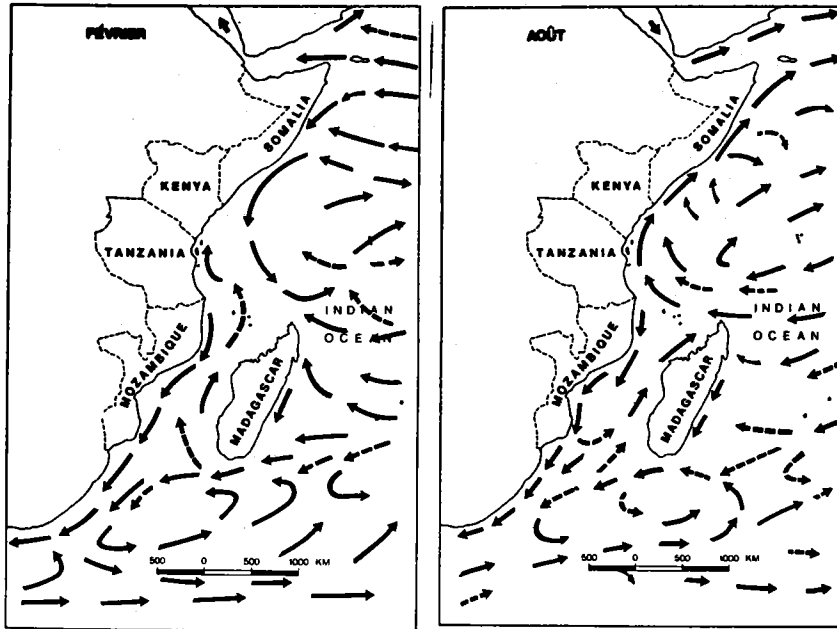 FÉVRIER
SOMALIA
KENYA
TANZANIA
INDIAN
OCEAN
MOZAMBIQUE
MADAGASCAR
500 0 500 1000 KM
AOÛT
SOMALIA
KENYA
TANZANIA
INDIAN
OCEAN
MOZAMBIQUE
MADAGASCAR
500 0 500 1000 KM